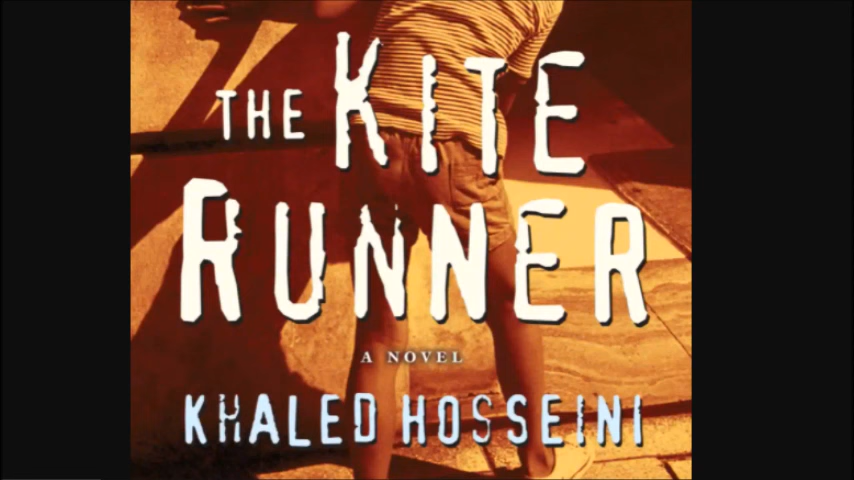 THE KITE
RUNNER
A NOVEL
KHALED HOSSEINI